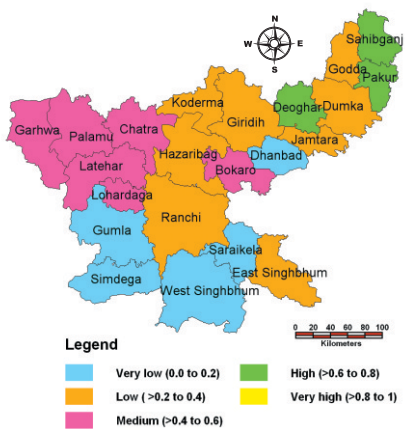 N
W E
S
Sahibganj
Godda
Pakur
Koderma
Deoghar
Dumka
Giridih
Garhwa
Palamu
Chatra
Jamtara
Hazaribag
Dhanbad
Latehar
Bokaro
Lohardaga
Ranchi
Gumla
Saraikela
East Singhbhum
Simdega
West Singhbhum
0 20 40 60 80 100
Kilometers
Legend
Very low (0.0 to 0.2)
High (>0.6 to 0.8)
Low ( >0.2 to 0.4)
Very high (>0.8 to 1)
Medium (>0.4 to 0.6)